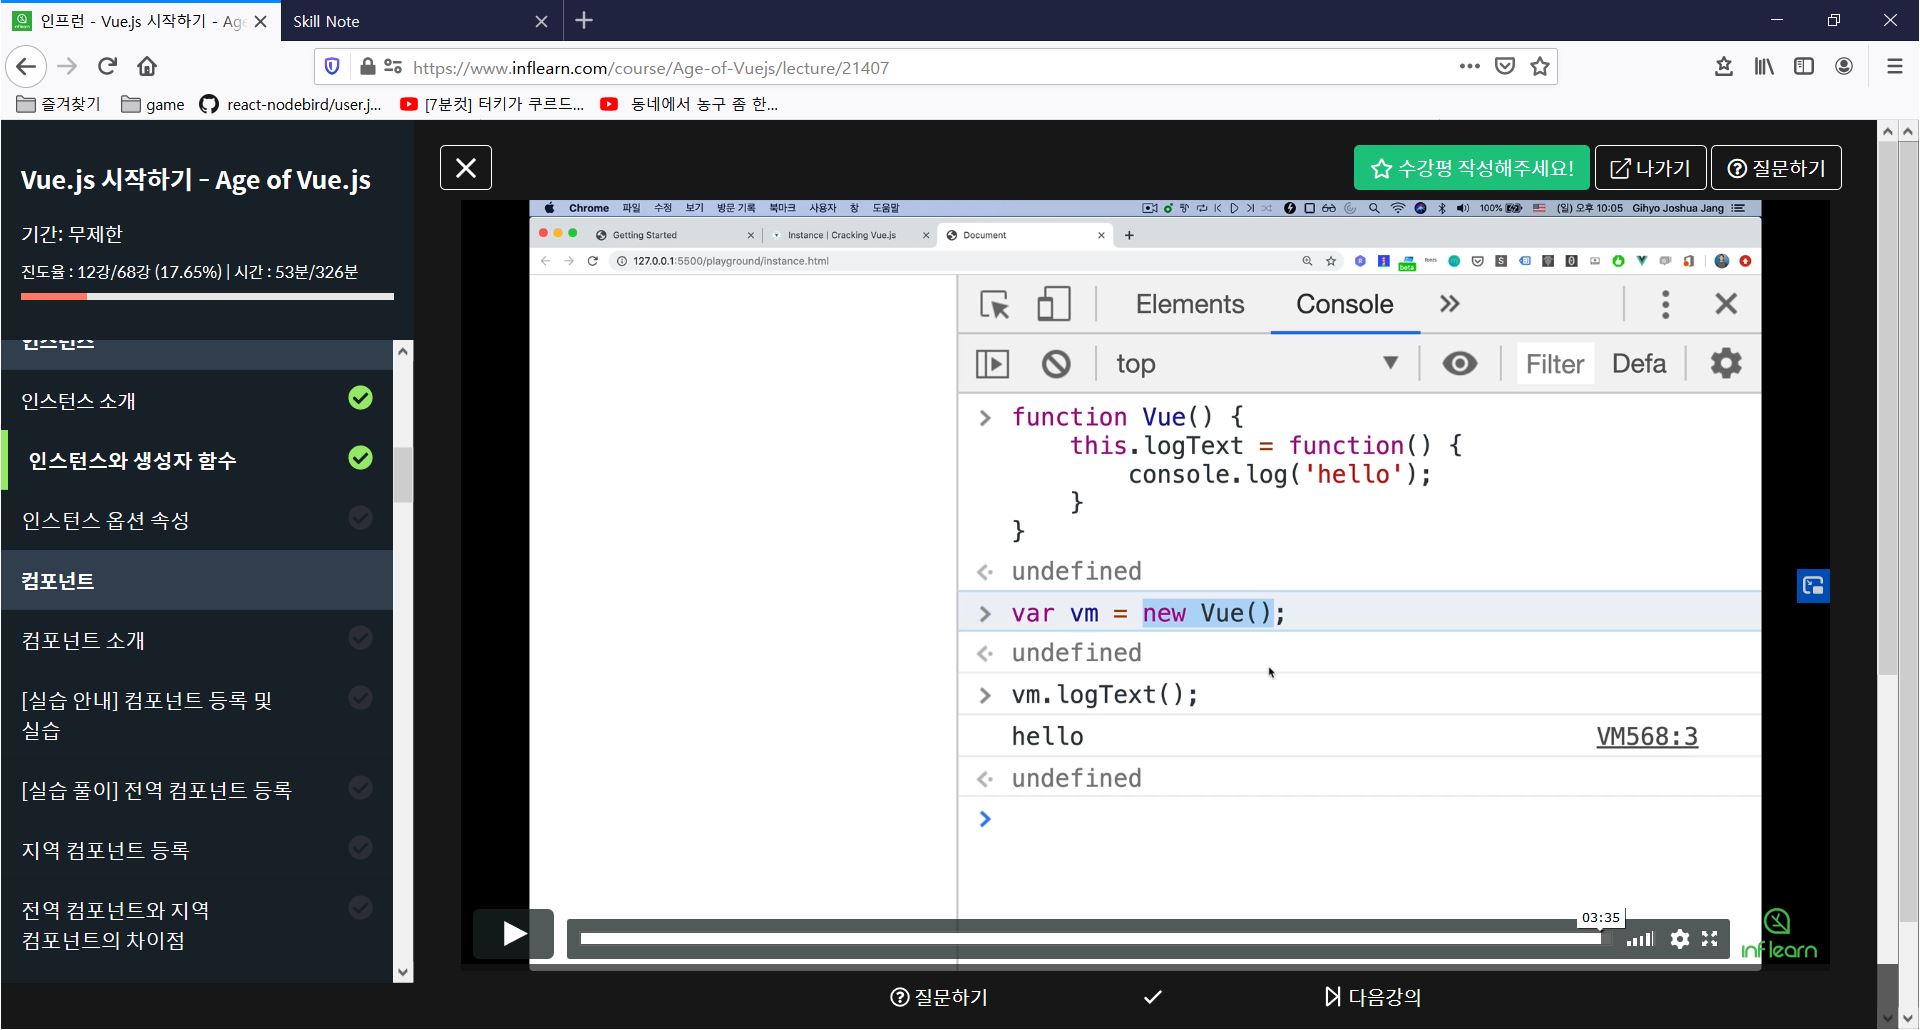 인프런 - Vue.js 시작하기 - Age
Skill Note
https://www.inflearn.com/course/Age-of-Vuejs/lecture/21407
즐겨찾기
game
react-nodebird/user.j...
[7분컷] 터키가 쿠르드...
동네에서 농구 좀 한...
Vue.js 시작하기 - Age of Vue.js
기간: 무제한
진도율 : 12강/68강 (17.65%) | 시간 : 53분/326분
인스턴스
인스턴스 소개
인스턴스와 생성자 함수
인스턴스 옵션 속성
컴포넌트
컴포넌트 소개
[실습 안내] 컴포넌트 등록 및
실습
[실습 풀이] 전역 컴포넌트 등록
지역 컴포넌트 등록
전역 컴포넌트와 지역
컴포넌트의 차이점
수강평 작성해주세요!
나가기
질문하기
Chrome 파일 수정 보기 방문 기록 북마크 사용자 창 도움말
100% (일) 오후 10:05 Gihyo Joshua Jang
Getting Started
Instance | Cracking Vue.js
Document
127.0.0.1:5500/playground/instance.html
beta
Elements
Console
top
Filter
Defa
function Vue() {
this.logText = function() {
console.log('hello');
}
}
undefined
var vm = new Vue();
undefined
vm.logText();
hello
VM568:3
undefined
03:35
inflearn
질문하기
다음강의